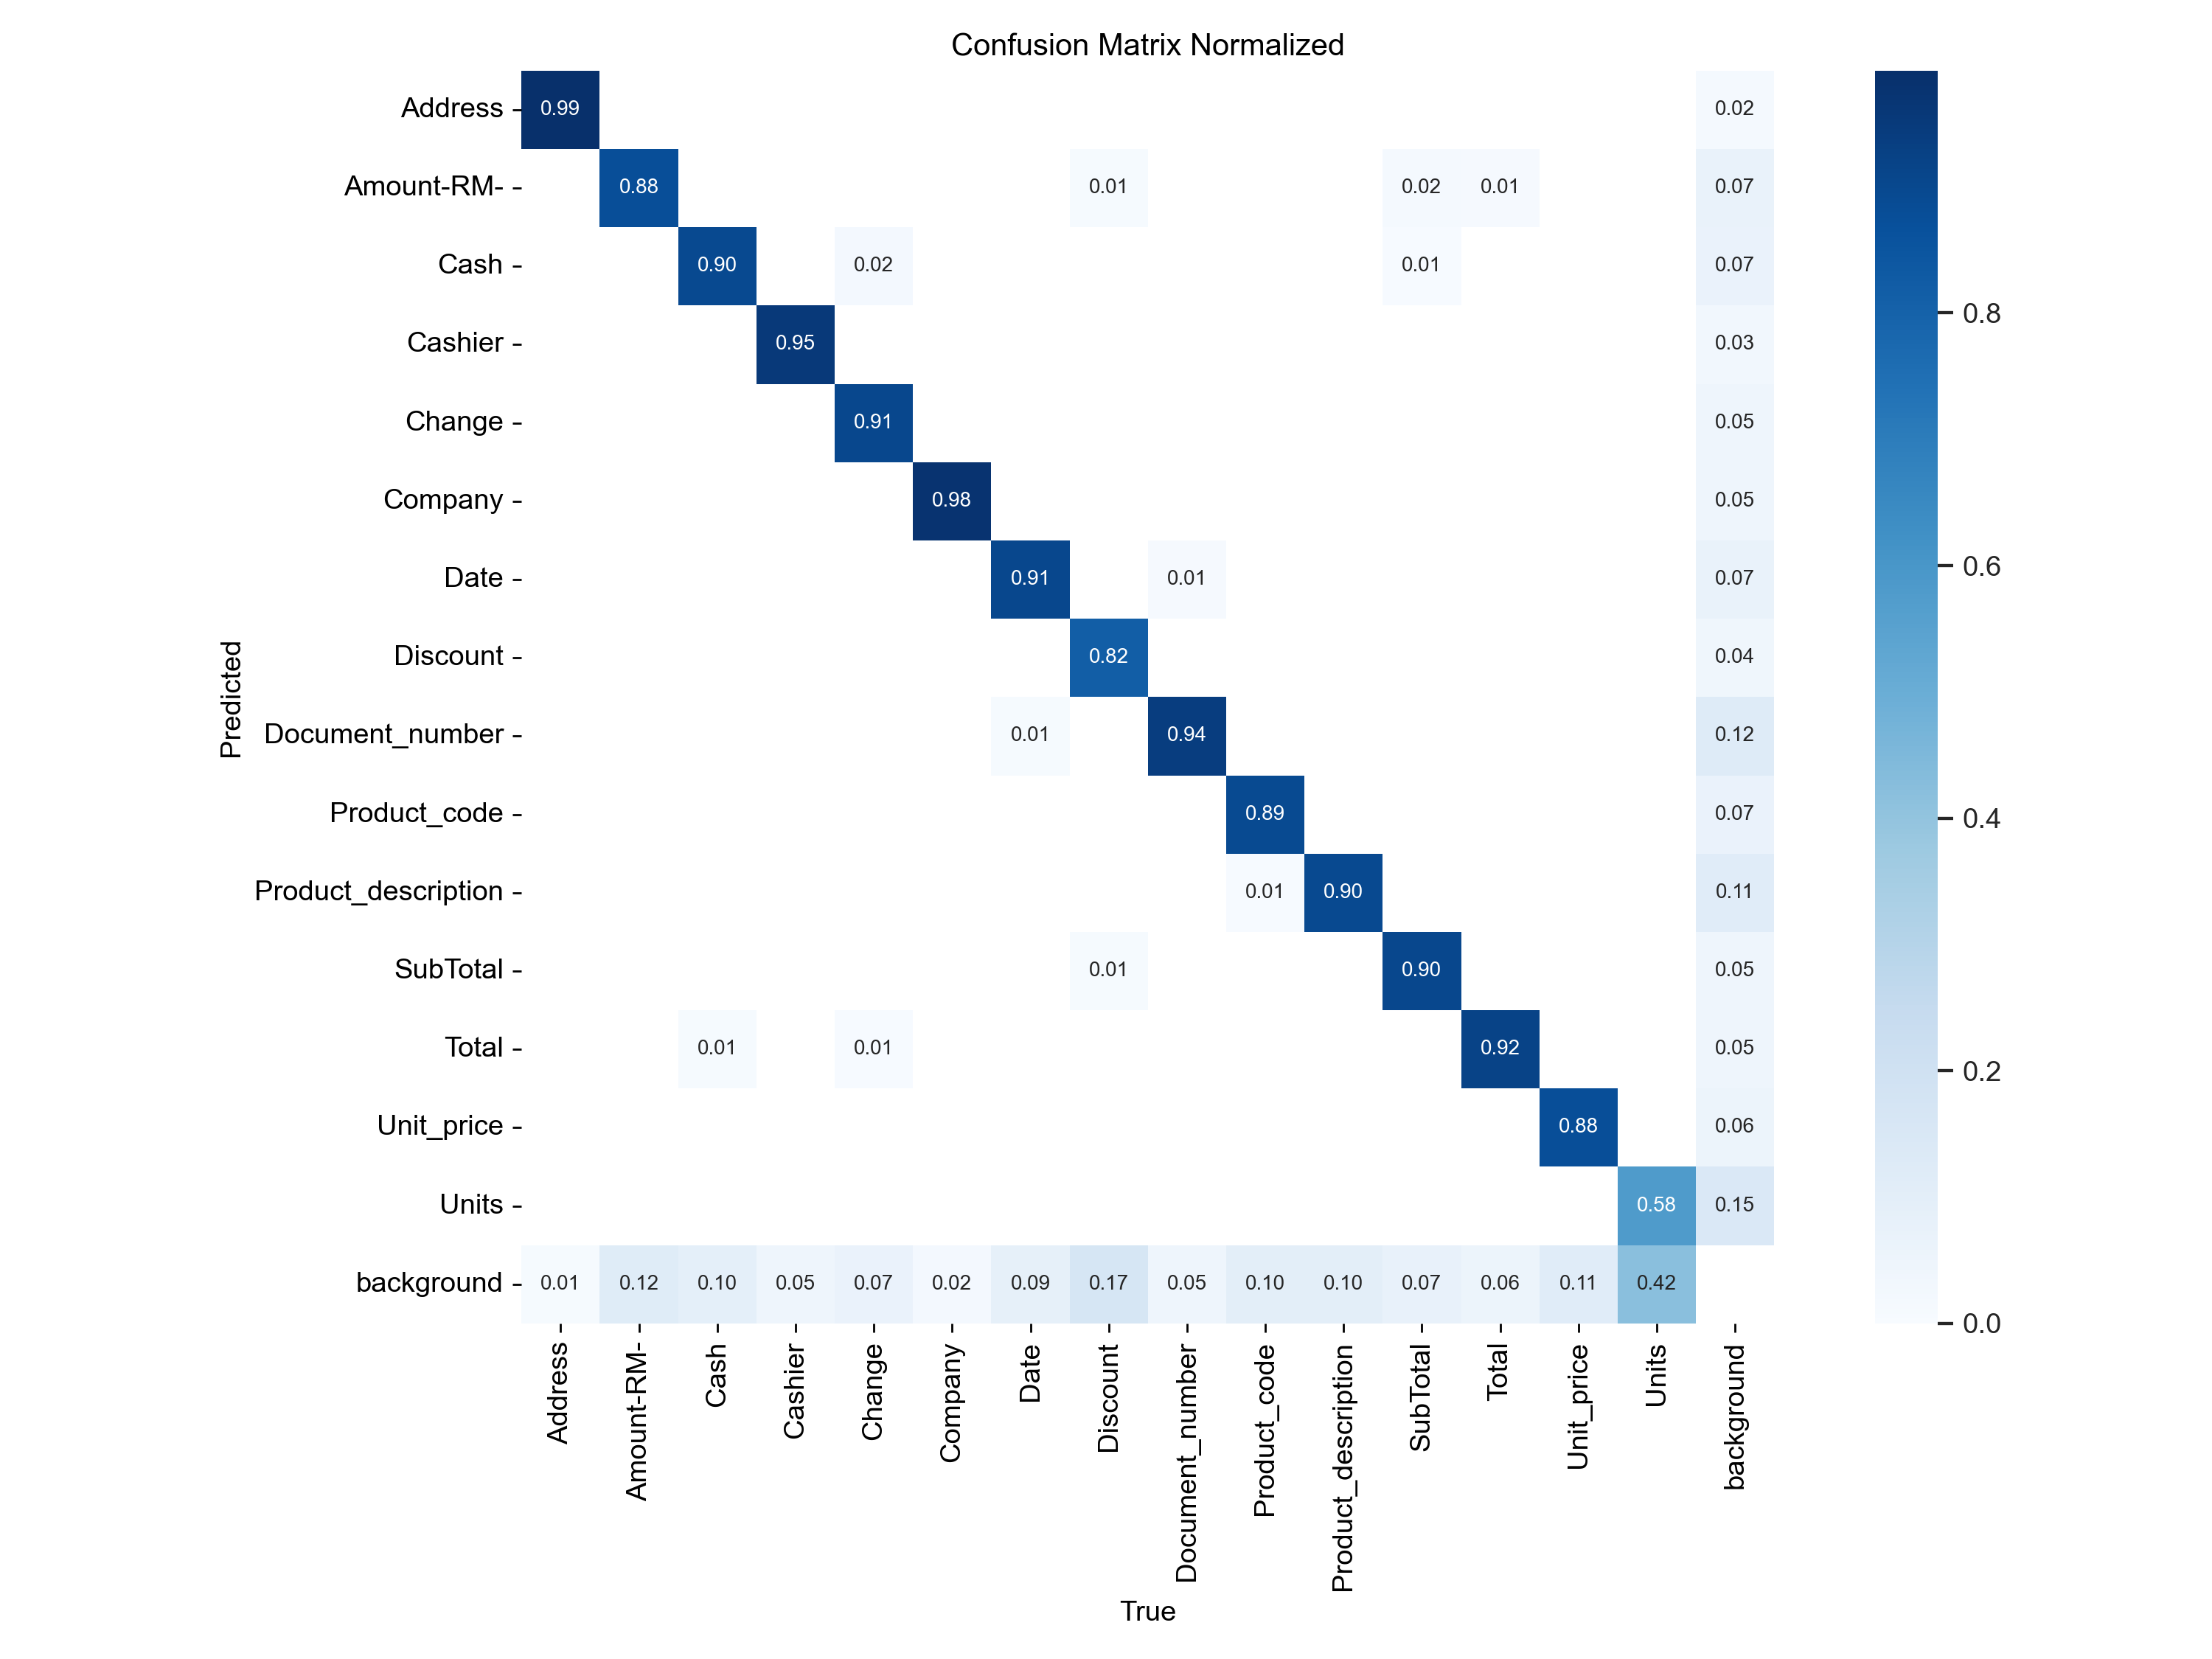 Confusion Matrix Normalized
Address 0.99 0.02
Amount-RM- 0.88 0.01 0.02 0.01 0.07
Cash 0.90 0.02 0.01 0.07
0.8
Cashier 0.95 0.03
Change 0.91 0.05
Company 0.98 0.05
Date 0.91 0.01 0.07
0.6
Discount 0.82 0.04
Predicted
Document_number 0.01 0.94 0.12
Product_code 0.89 0.07
0.4
Product_description 0.01 0.90 0.11
SubTotal 0.01 0.90 0.05
Total 0.01 0.01 0.92 0.05
0.2
Unit_price 0.88 0.06
Units 0.58 0.15
background 0.01 0.12 0.10 0.05 0.07 0.02 0.09 0.17 0.05 0.10 0.10 0.07 0.06 0.11 0.42
0.0
Address Amount-RM- Cash Cashier Change Company Date Discount Document_number Product_code Product_description SubTotal Total Unit_price Units background
True